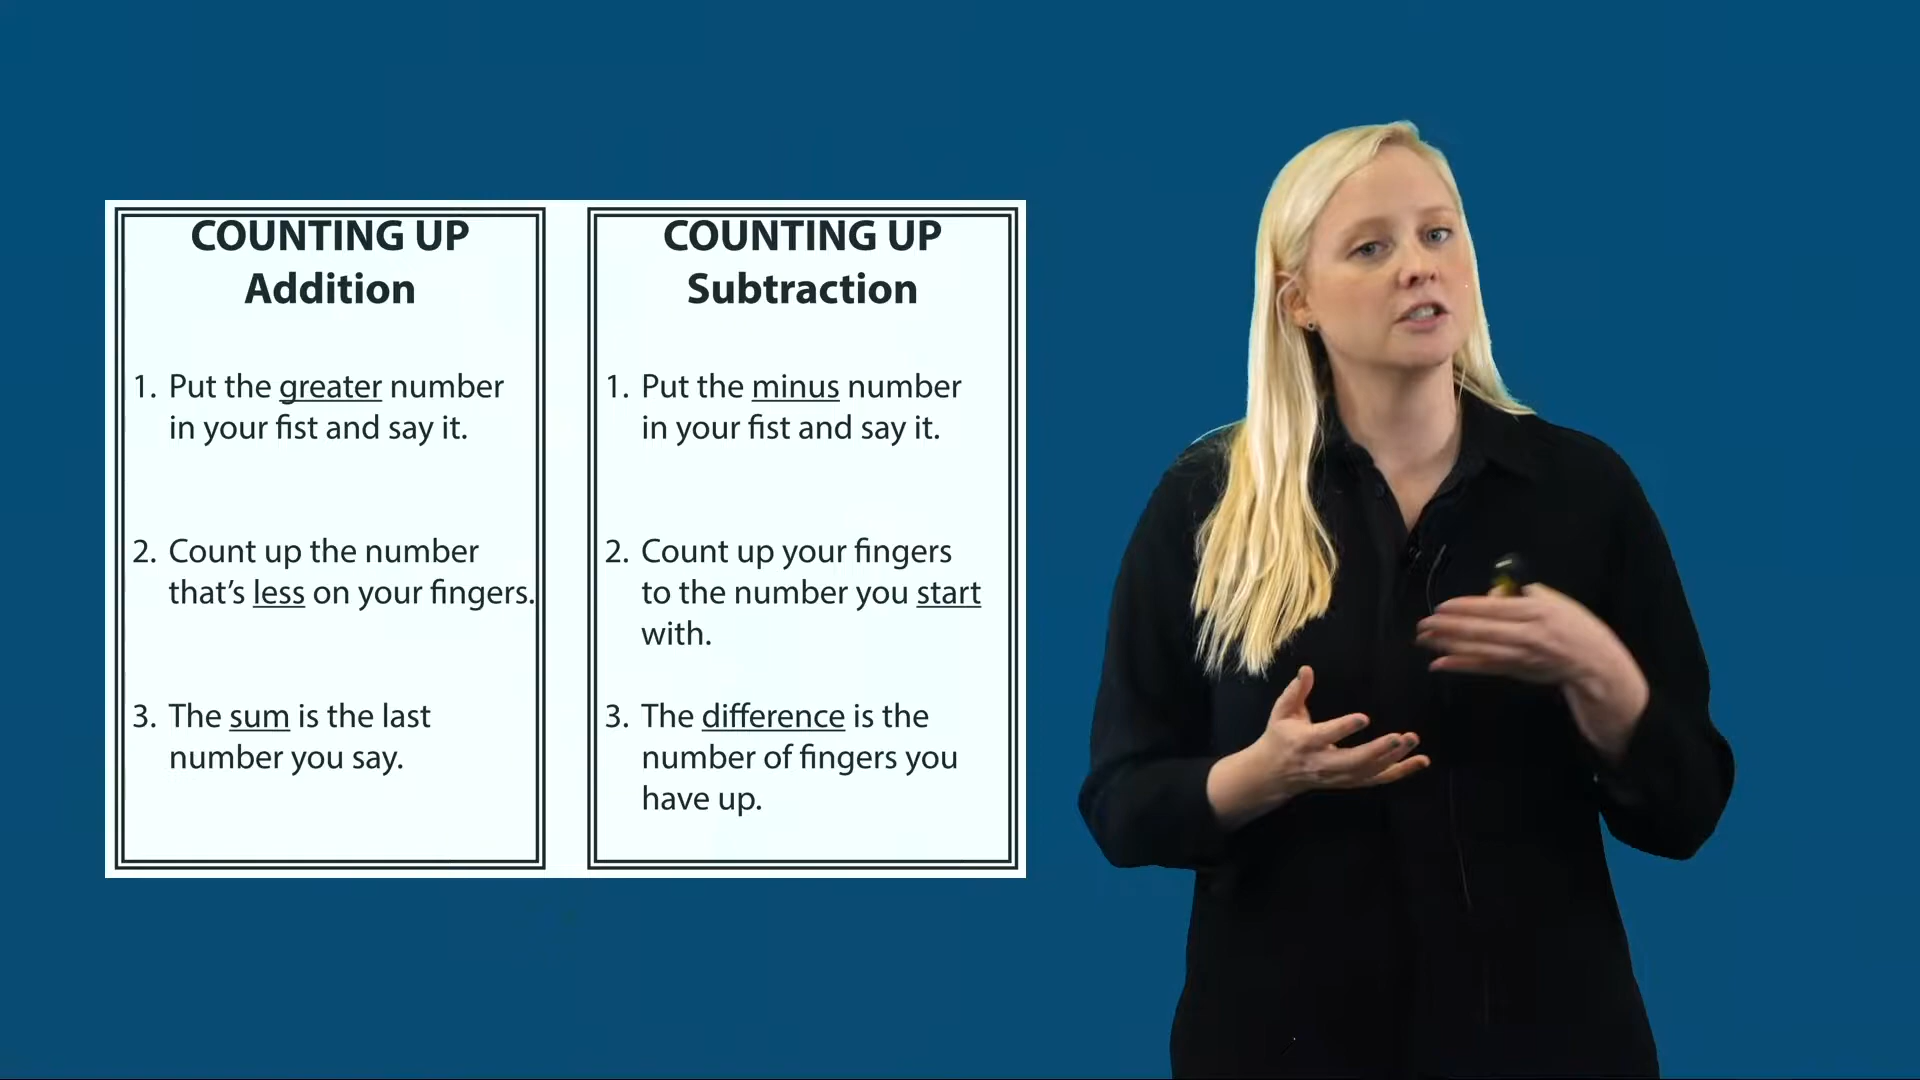 COUNTING UP
Addition
1. Put the greater number
in your fist and say it.
2. Count up the number
that’s less on your fingers.
3. The sum is the last
number you say.
COUNTING UP
Subtraction
1. Put the minus number
in your fist and say it.
2. Count up your fingers
to the number you start
with.
3. The difference is the
number of fingers you
have up.